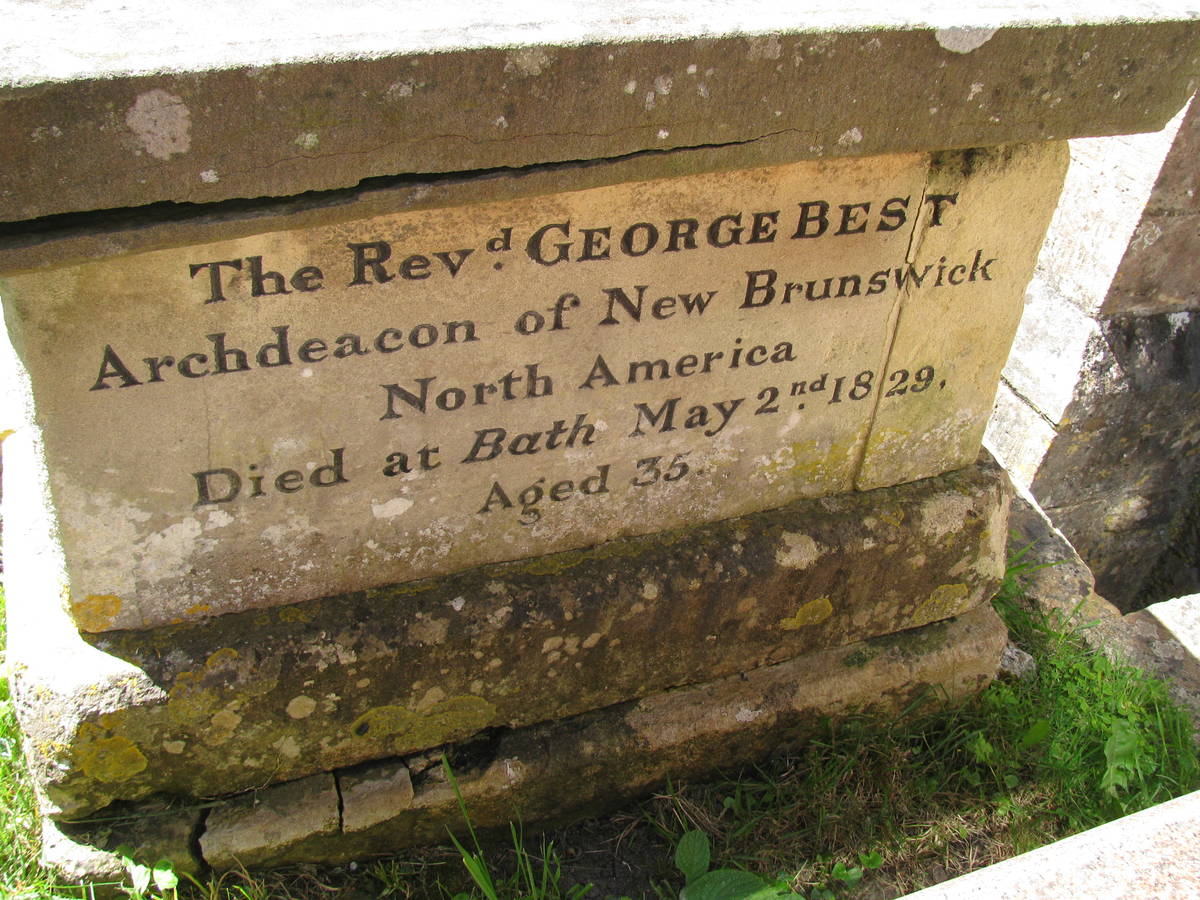 The Revd. GEORGE BEST
Archdeacon of New Brunswick
North America
Died at Bath May 2nd. 1829,
Aged 35.